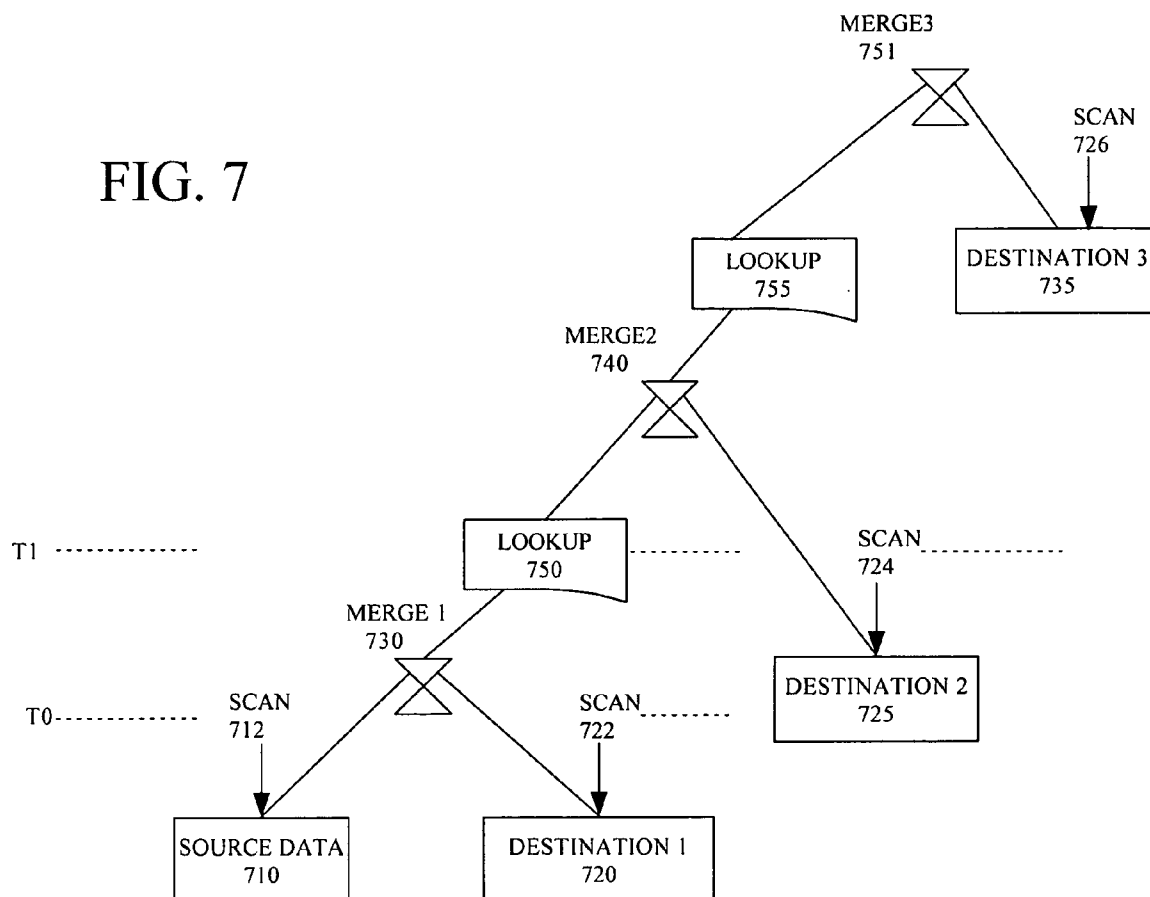 MERGE3
751
SCAN
726
FIG. 7
LOOKUP
755
DESTINATION 3
735
MERGE2
740
T1
LOOKUP
750
SCAN
724
MERGE 1
730
DESTINATION 2
725
T0
SCAN
712
SCAN
722
SOURCE DATA
710
DESTINATION 1
720